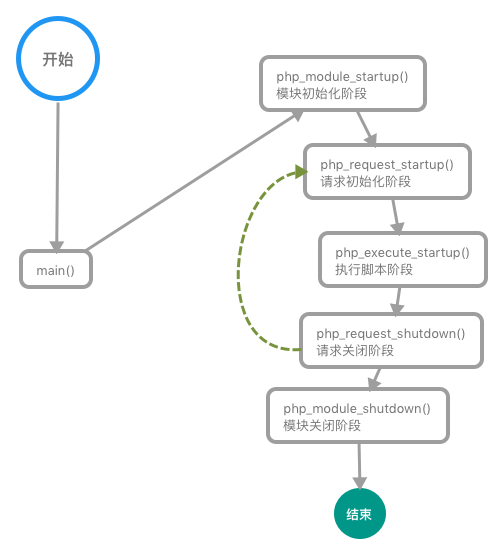 开始
main()
php_module_startup()
模块初始化阶段
php_request_startup()
请求初始化阶段
php_execute_startup()
执行脚本阶段
php_request_shutdown()
请求关闭阶段
php_module_shutdown()
模块关闭阶段
结束